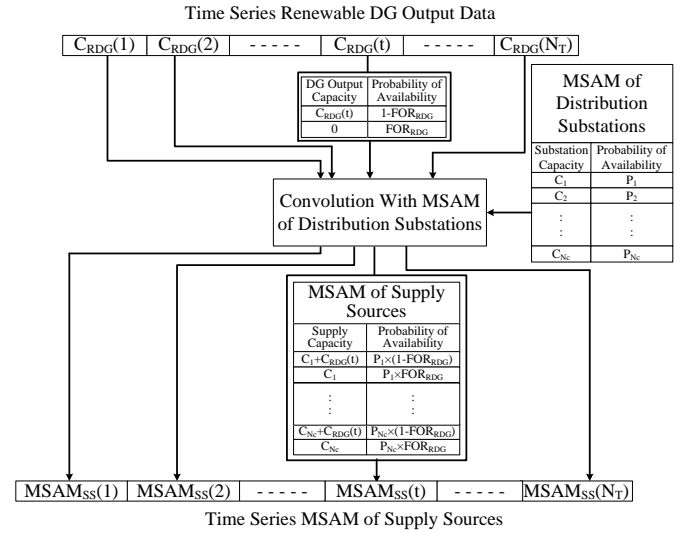 Time Series Renewable DG Output Data
C_RDG(1) C_RDG(2) - - - - - C_RDG(t) - - - - - C_RDG(N_T)
DG Output Capacity Probability of Availability
C_RDG(t) 1-FOR_RDG
0 FOR_RDG
MSAM of
Distribution
Substations
Substation Capacity Probability of Availability
C_1 P_1
C_2 P_2
: :
: :
C_Nc P_Nc
Convolution With MSAM
of Distribution Substations
MSAM of Supply
Sources
Supply Capacity Probability of Availability
C_1+C_RDG(t) P_1×(1-FOR_RDG)
C_1 P_1×FOR_RDG
: :
: :
C_Nc+C_RDG(t) P_Nc×(1-FOR_RDG)
C_Nc P_Nc×FOR_RDG
MSAM_SS(1) MSAM_SS(2) - - - - - MSAM_SS(t) - - - - - MSAM_SS(N_T)
Time Series MSAM of Supply Sources